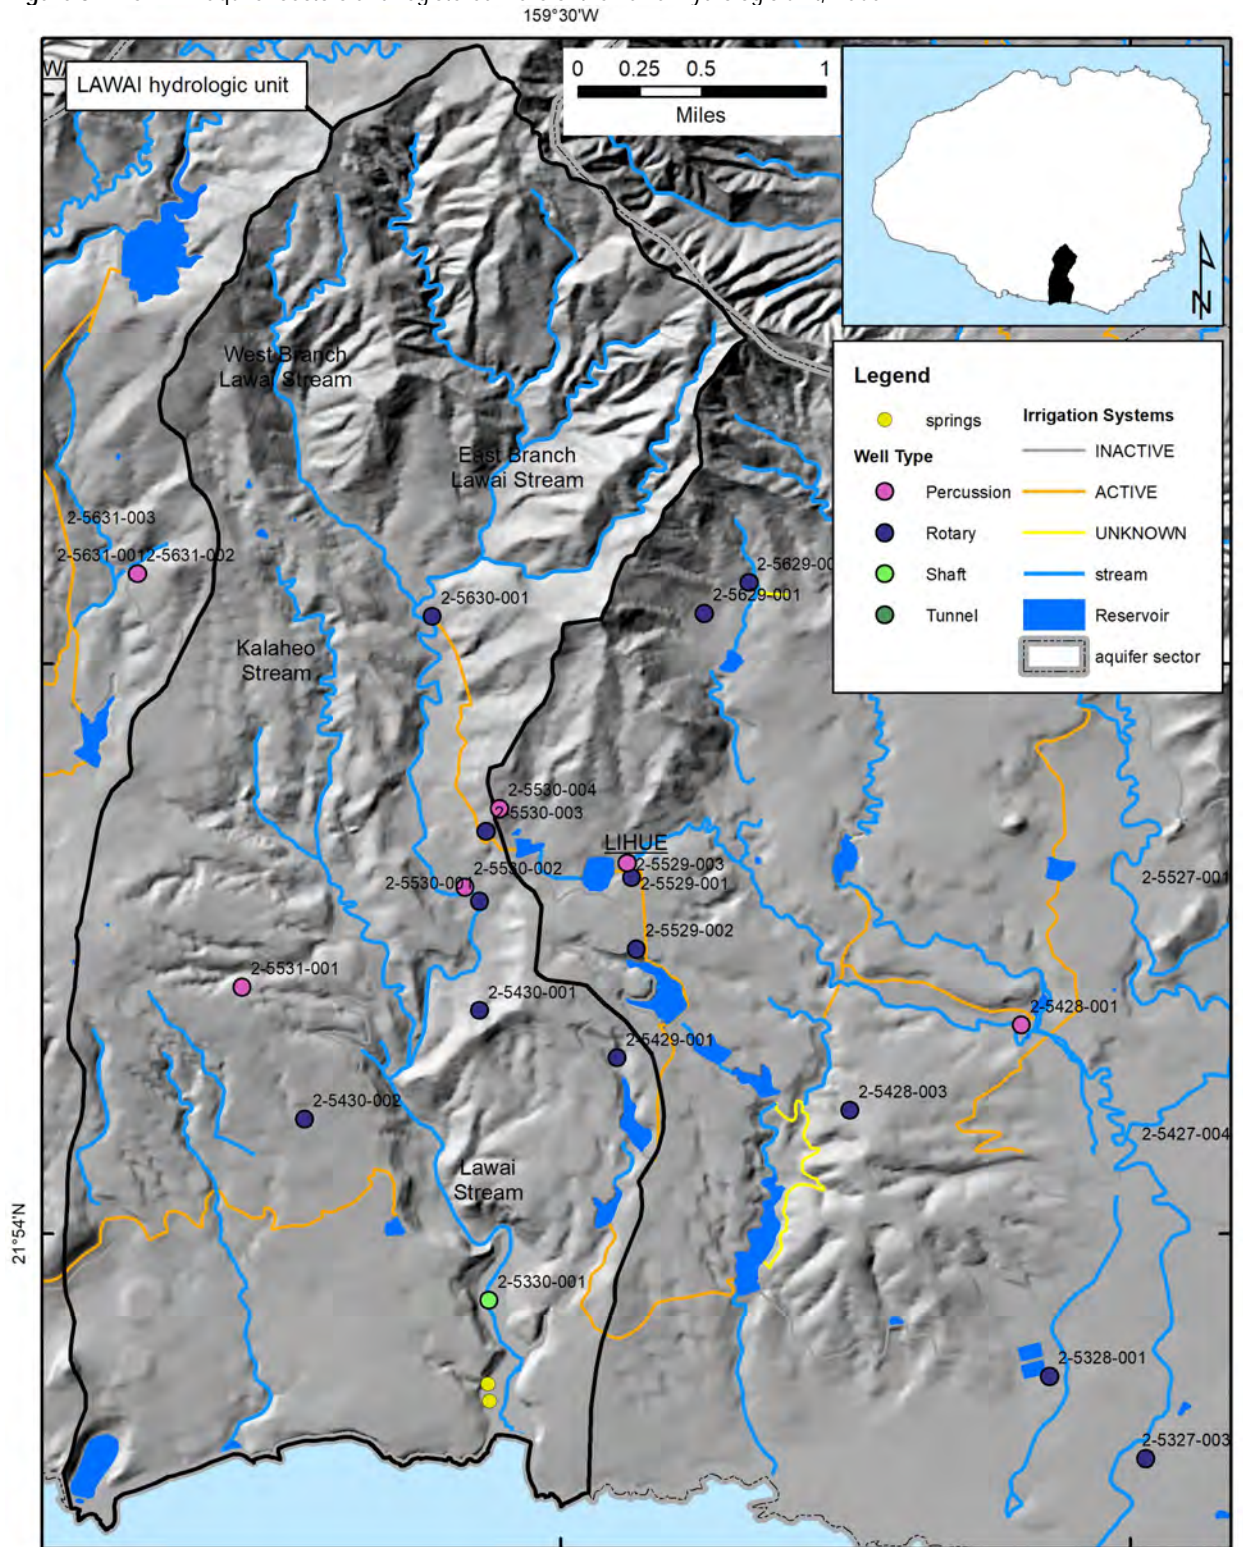 159°30'W
LAWAI hydrologic unit
0 0.25 0.5 1
Miles
N
West Branch
Lawai Stream
East Branch
Lawai Stream
Legend
springs
Well Type
Percussion
Rotary
Shaft
Tunnel
Irrigation Systems
INACTIVE
ACTIVE
UNKNOWN
stream
Reservoir
aquifer sector
2-5631-003
2-5631-001
2-5631-002
2-5630-001
2-5629-00
2-5629-001
Kalaheo
Stream
2-5530-004
2-5530-003
LIHUE
2-5529-003
2-5529-001
2-5530-002
2-5530-001
2-5527-001
2-5529-002
2-5531-001
2-5430-001
2-5428-001
2-5429-001
2-5430-002
2-5428-003
2-5427-004
Lawai
Stream
21°54'N
2-5330-001
2-5328-001
2-5327-003